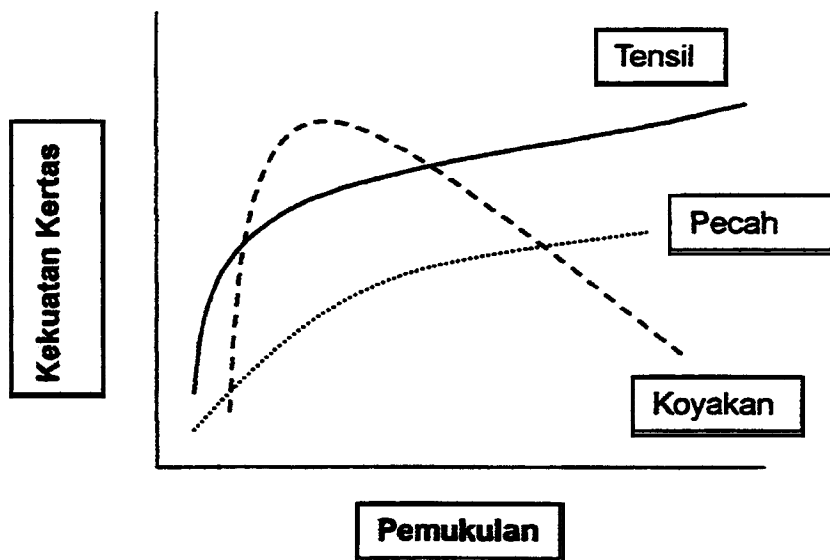 Tensil
Kekuatan Kertas
Pecah
Koyakan
Pemukulan